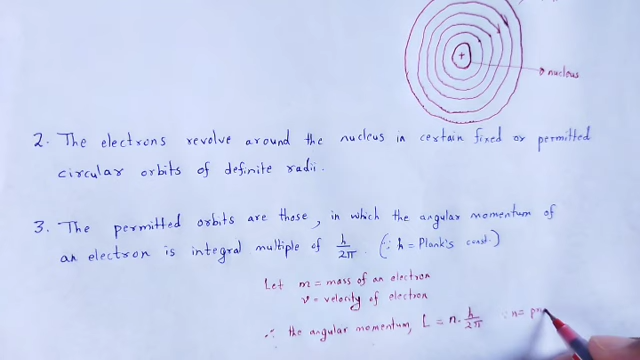 +
nucleus
2. The electrons revolve around the nucleus in certain fixed or permitted
circular orbits of definite radii.
3. The permitted orbits are those, in which the angular momentum of
an electron is integral multiple of h/2π. (∵ h = Plank's const.)
Let m = mass of an electron
v = velocity of electron
∴ the angular momentum, L = n. h/2π : n =